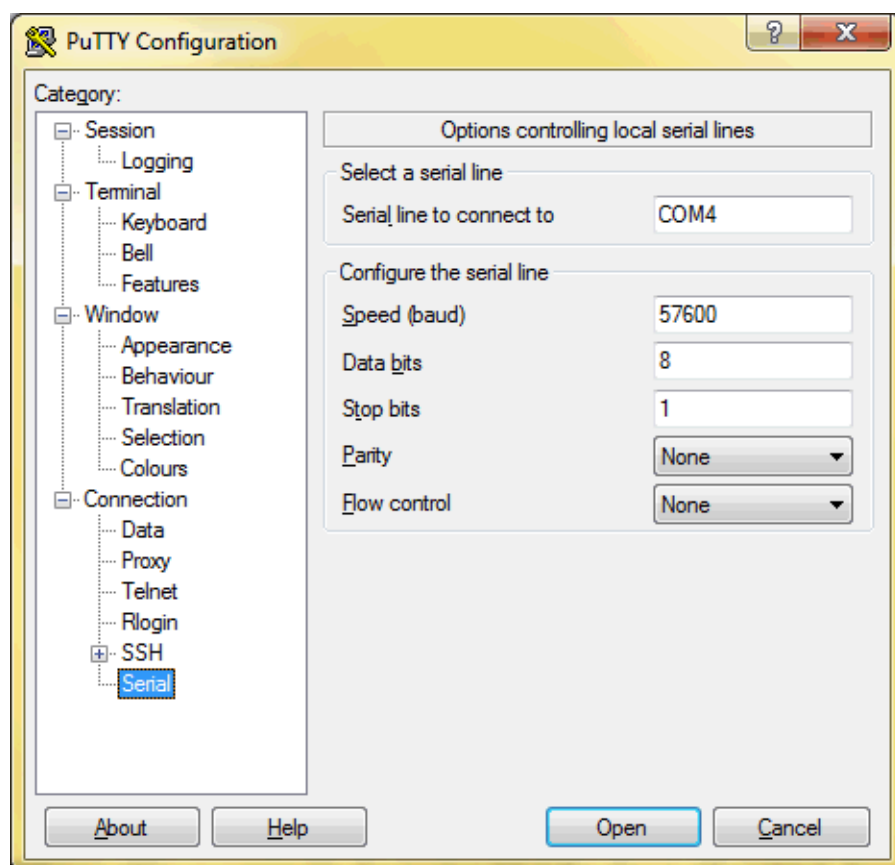 PuTTY Configuration
Category:
Session
Logging
Terminal
Keyboard
Bell
Features
Window
Appearance
Behaviour
Translation
Selection
Colours
Connection
Data
Proxy
Telnet
Rlogin
SSH
Serial
Options controlling local serial lines
Select a serial line
Serial line to connect to COM4
Configure the serial line
Speed (baud) 57600
Data bits 8
Stop bits 1
Parity None
Flow control None
About Help Open Cancel